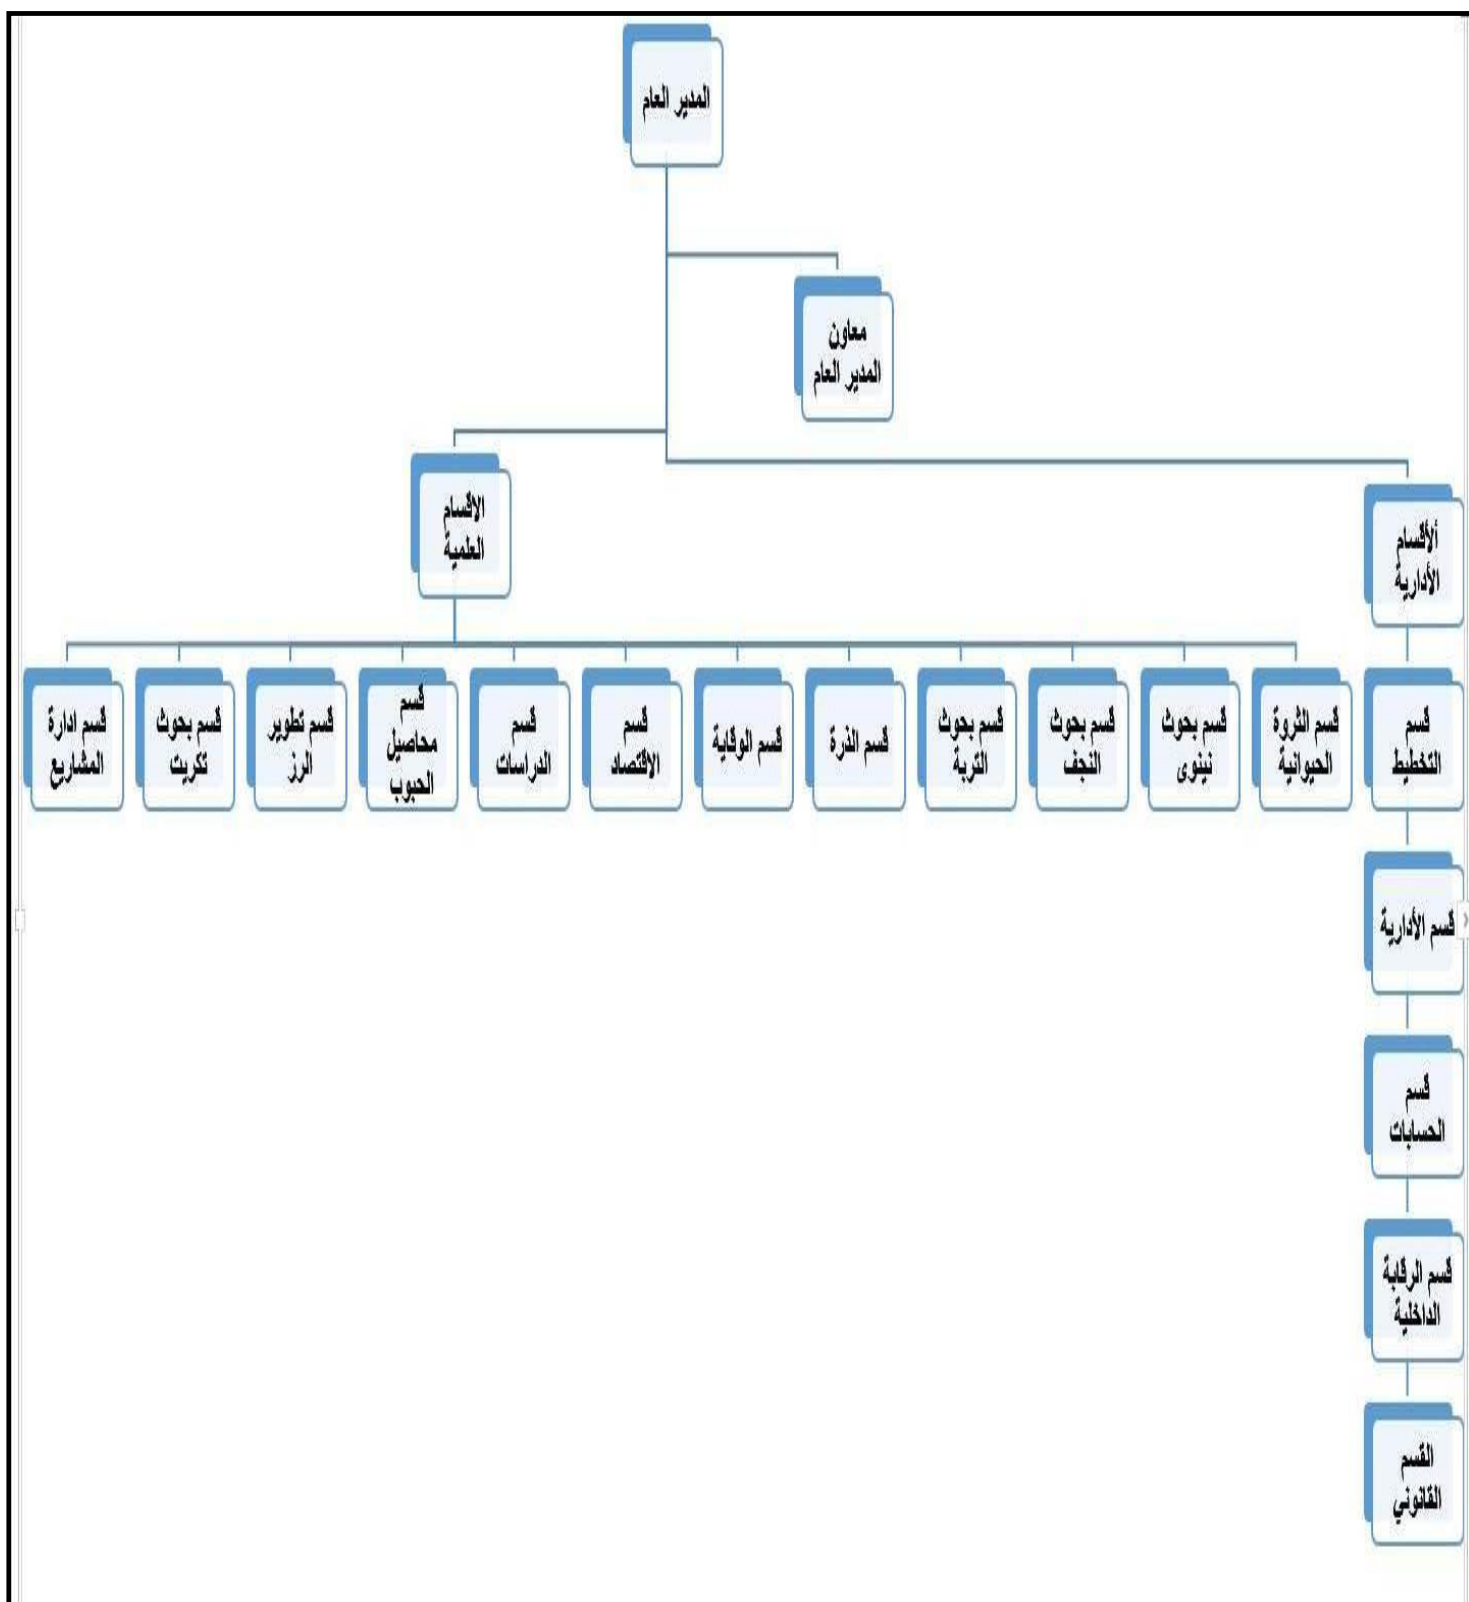 المدير العام
معاون
المدير العام
ألأقسام
الأدارية
الاقسام
العلمية
قسم
التخطيط
قسم الثروة
الحيوانية
قسم بحوث
نينوى
قسم بحوث
النجف
قسم بحوث
التربة
قسم الذرة
قسم الوقاية
قسم
الاقتصاد
قسم
الدراسات
قسم
محاصيل
الحبوب
قسم تطوير
الرز
قسم بحوث
تكريت
قسم ادارة
المشاريع
قسم الأدارية
قسم
الحسابات
قسم الرقابة
الداخلية
القسم
القانوني